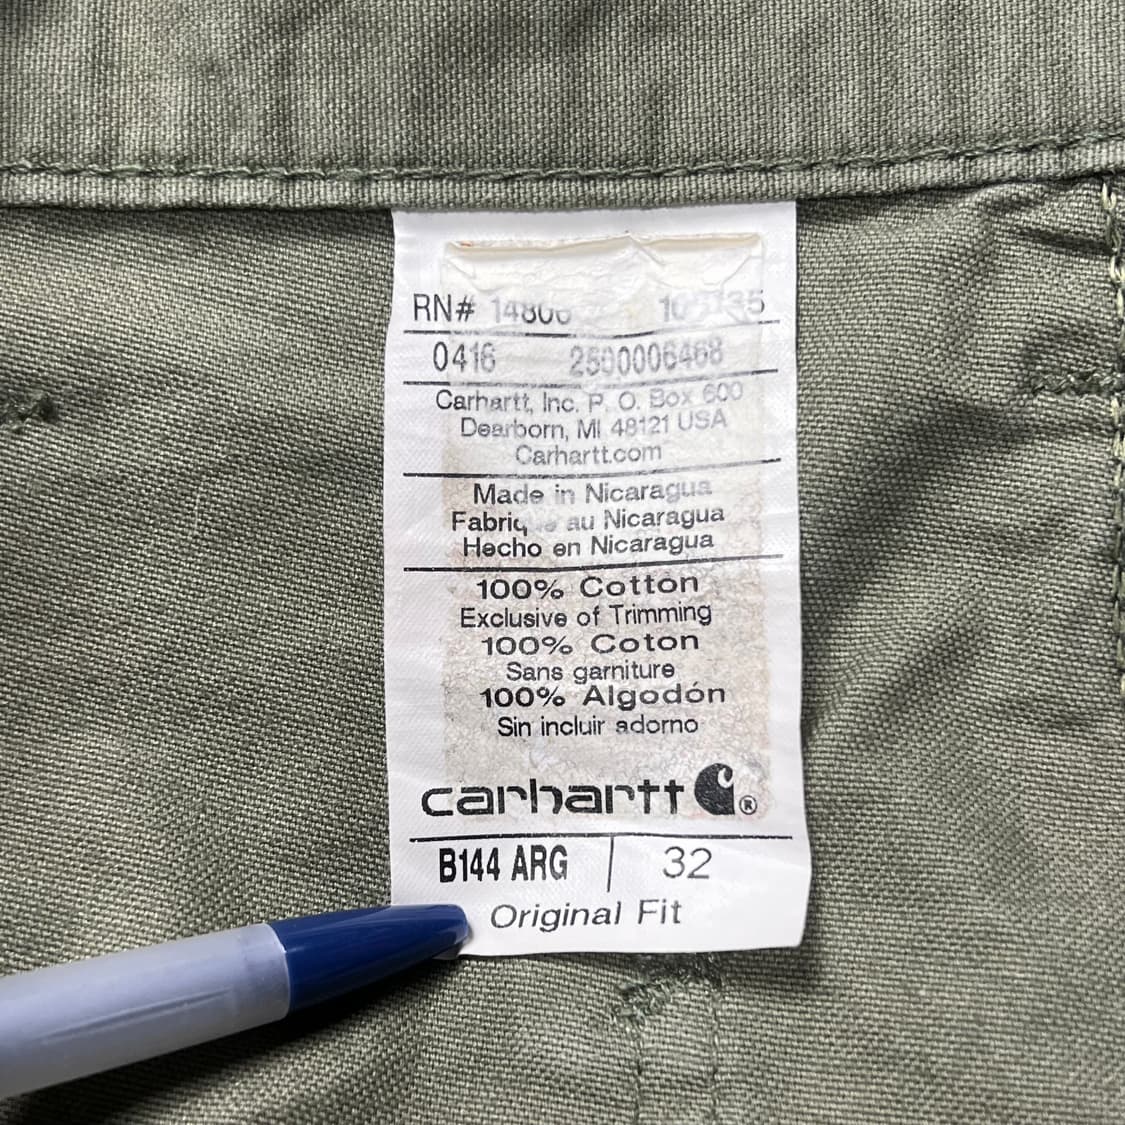 RN# 14806
0416 2500006468
Carhartt, Inc. P. O. Box 600
Dearborn, MI 48121 USA
Carhartt.com
Made in Nicaragua
au Nicaragua
Hecho en Nicaragua
100% Cotton
Exclusive of Trimming
100% Coton
Sans garniture
100% Algodón
Sin incluir adorno
carhartt ®
B144 ARG | 32
Original Fit